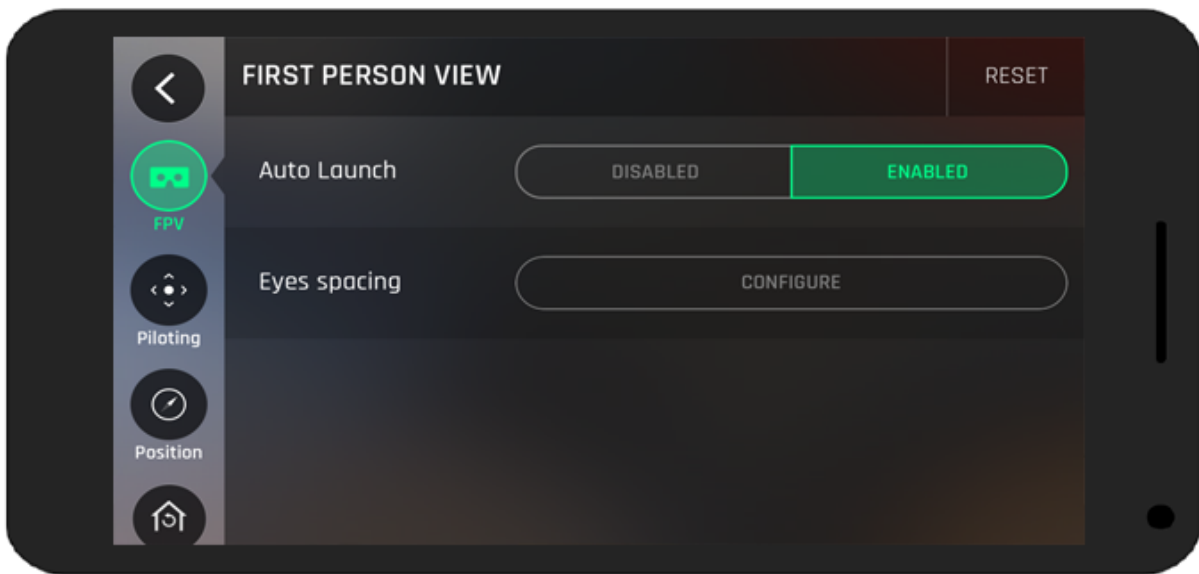 FIRST PERSON VIEW
RESET
FPV
Auto Launch
DISABLED
ENABLED
Eyes spacing
CONFIGURE
Piloting
Position